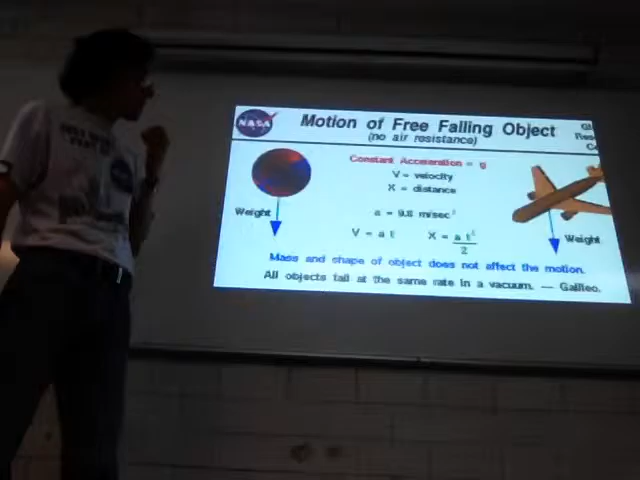 NASA
Motion of Free Falling Object
(no air resistance)
Constant Acceleration = g
V = velocity
X = distance
Weight
a = 9.8 m/sec²
V = a t
X = a t² / 2
Weight
Mass and shape of object does not affect the motion.
All objects fall at the same rate in a vacuum. — Galileo.